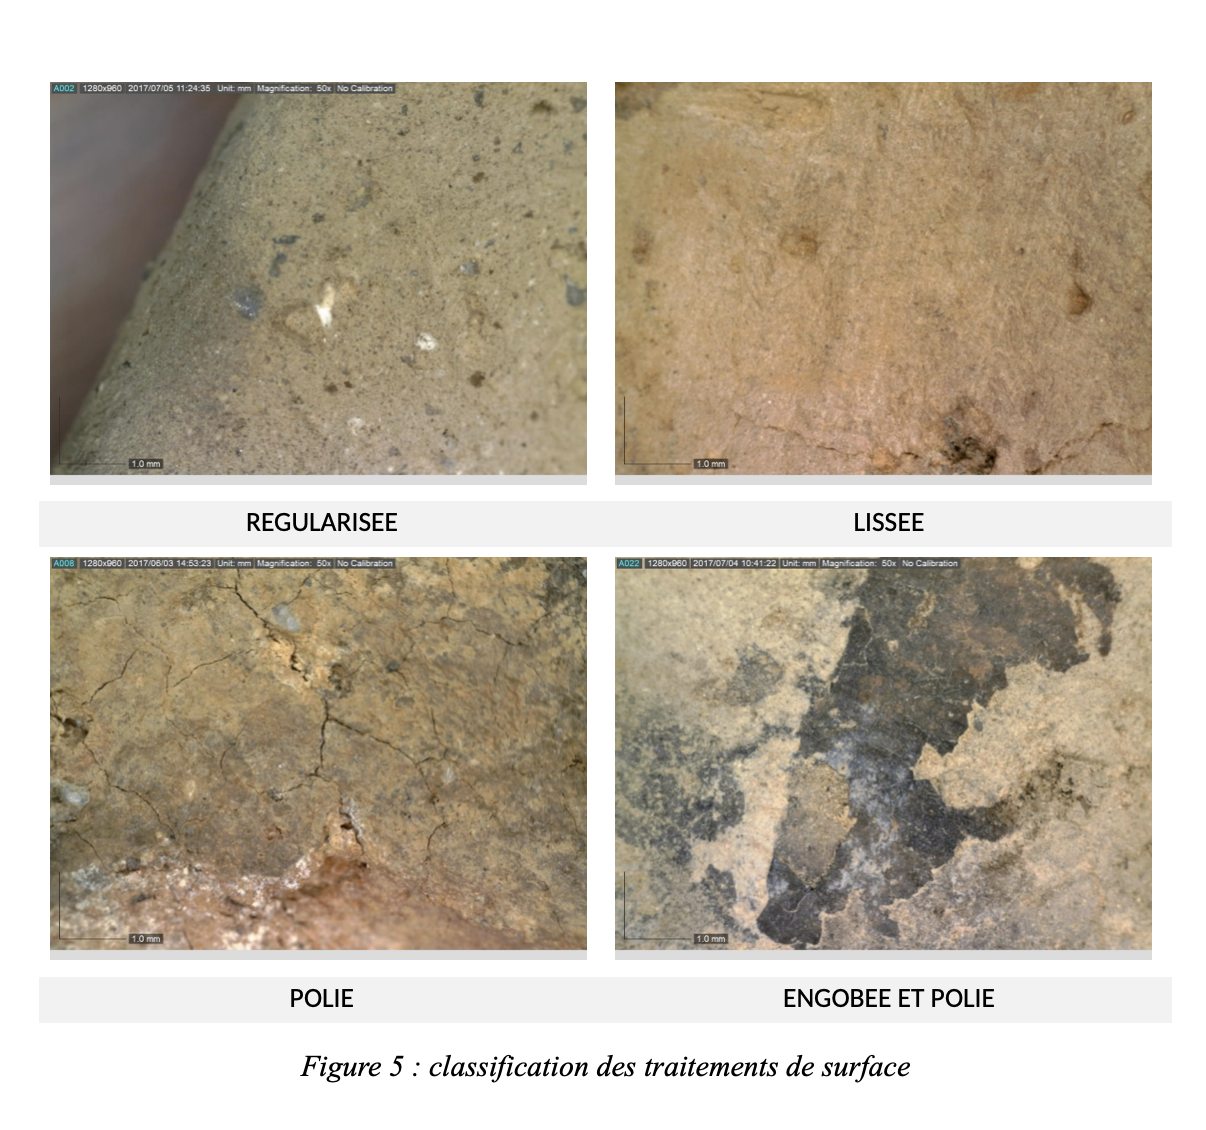 A002 1280x960 2017/07/05 11:24:35 Unit: mm Magnification: 50x No Calibration
1.0 mm
1.0 mm
REGULARISEE
LISSEE
A008 1280x960 2017/06/03 14:53:23 Unit: mm Magnification: 50x No Calibration
A022 1280x960 2017/07/04 10:41:22 Unit: mm Magnification: 50x No Calibration
1.0 mm
1.0 mm
POLIE
ENGOBEE ET POLIE
Figure 5 : classification des traitements de surface